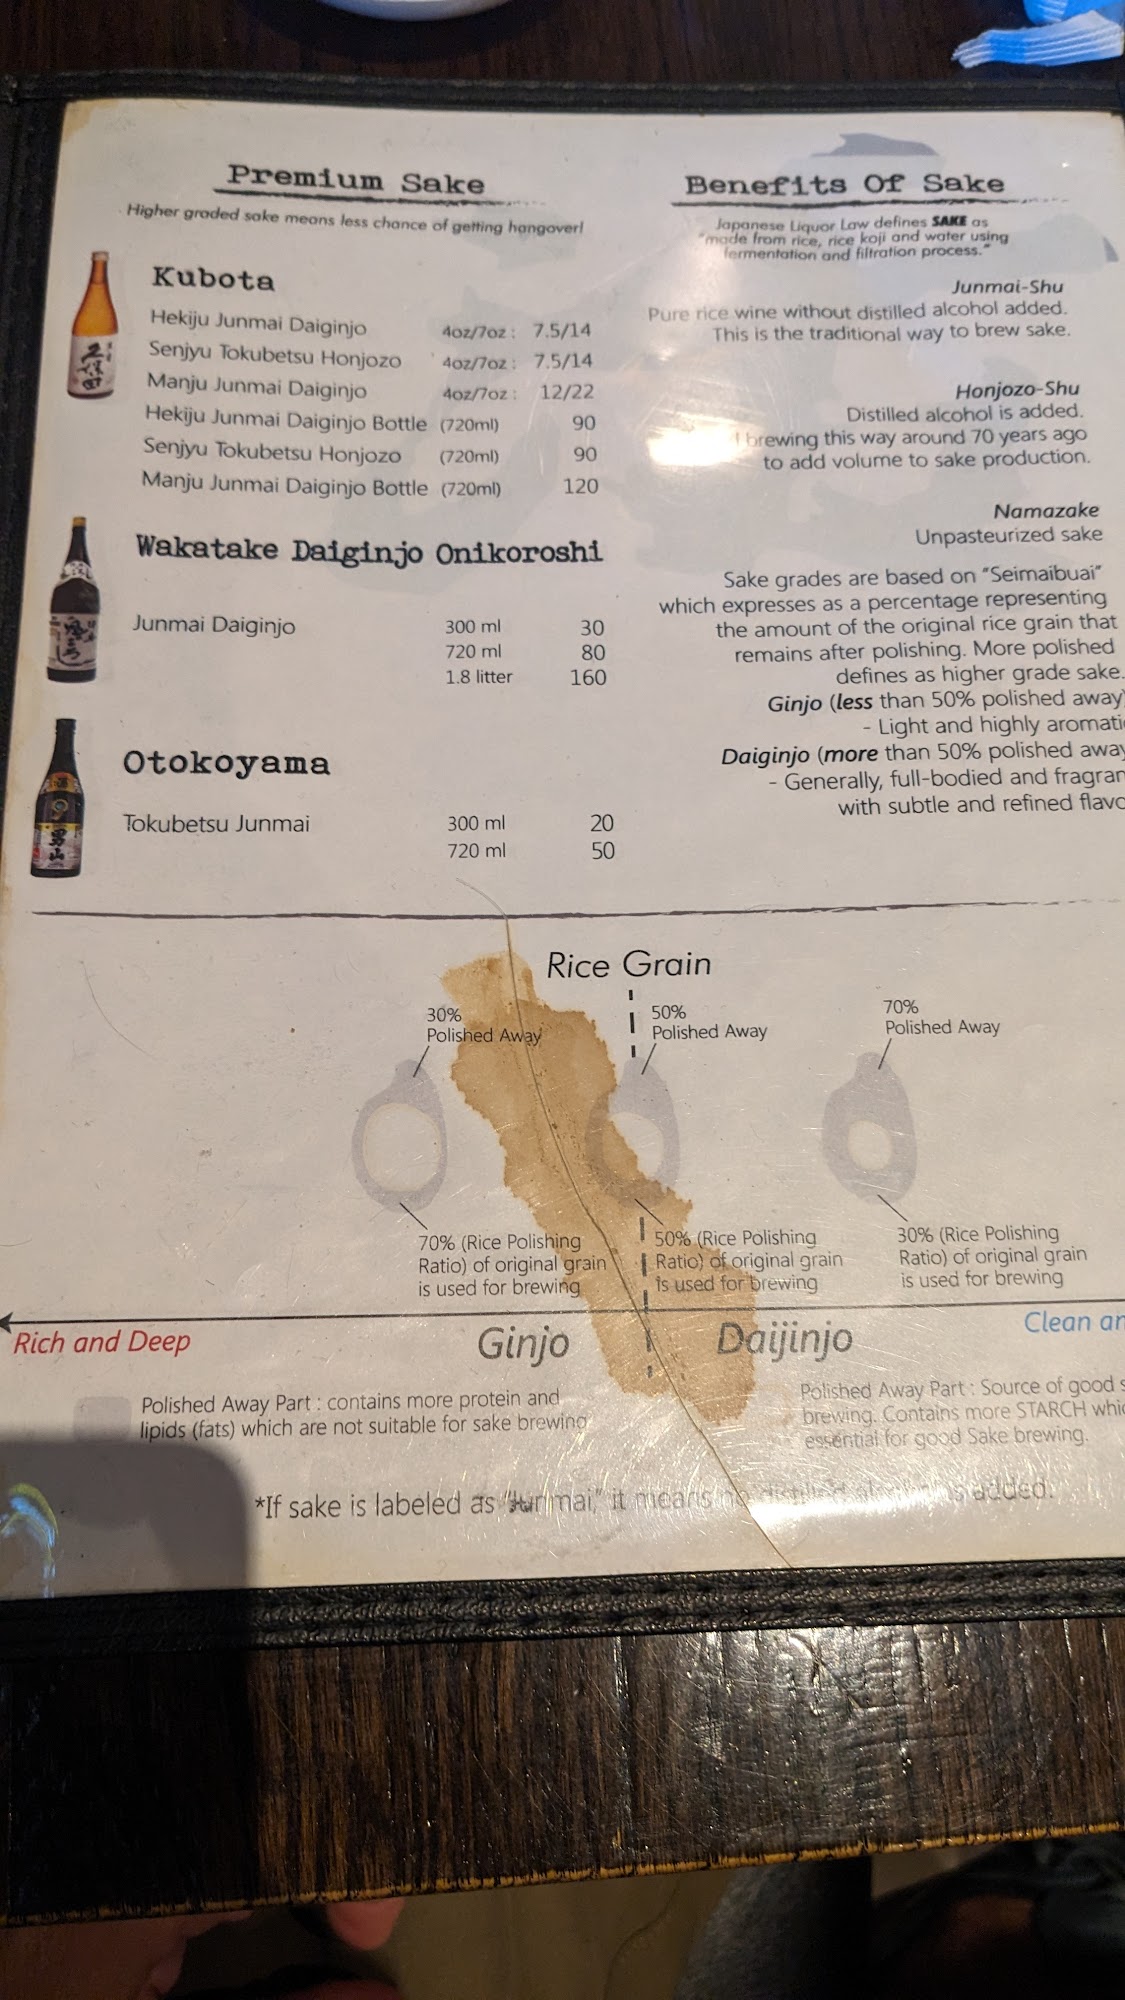 Premium Sake
Higher graded sake means less chance of getting hangover!
Kubota
Hekiju Junmai Daiginjo 4oz/7oz : 7.5/14
Senjyu Tokubetsu Honjozo 4oz/7oz : 7.5/14
Manju Junmai Daiginjo 4oz/7oz : 12/22
Hekiju Junmai Daiginjo Bottle (720ml) 90
Senjyu Tokubetsu Honjozo (720ml) 90
Manju Junmai Daiginjo Bottle (720ml) 120
久保田
Wakatake Daiginjo Onikoroshi
Junmai Daiginjo 300 ml 30
720 ml 80
1.8 litter 160
Otokoyama
Tokubetsu Junmai 300 ml 20
720 ml 50
男山
Benefits Of Sake
Japanese Liquor Law defines SAKE as
"made from rice, rice koji and water using
fermentation and filtration process."
Junmai-Shu
Pure rice wine without distilled alcohol added.
This is the traditional way to brew sake.
Honjozo-Shu
Distilled alcohol is added.
brewing this way around 70 years ago
to add volume to sake production.
Namazake
Unpasteurized sake
Sake grades are based on "Seimaibuai"
which expresses as a percentage representing
the amount of the original rice grain that
remains after polishing. More polished
defines as higher grade sake.
Ginjo (less than 50% polished away)
- Light and highly aromati
Daiginjo (more than 50% polished away
- Generally, full-bodied and fragran
with subtle and refined flavo
Rice Grain
30%
Polished Away
50%
Polished Away
70%
Polished Away
70% (Rice Polishing
Ratio) of original grain
is used for brewing
50% (Rice Polishing
Ratio) of original grain
is used for brewing
30% (Rice Polishing
Ratio) of original grain
is used for brewing
Rich and Deep
Ginjo
Daijinjo
Clean an
Polished Away Part : contains more protein and
lipids (fats) which are not suitable for sake brewing
Polished Away Part : Source of good s
brewing. Contains more STARCH whic
essential for good Sake brewing.
*If sake is labeled as "Junmai," it means no distilled alcohol is added.